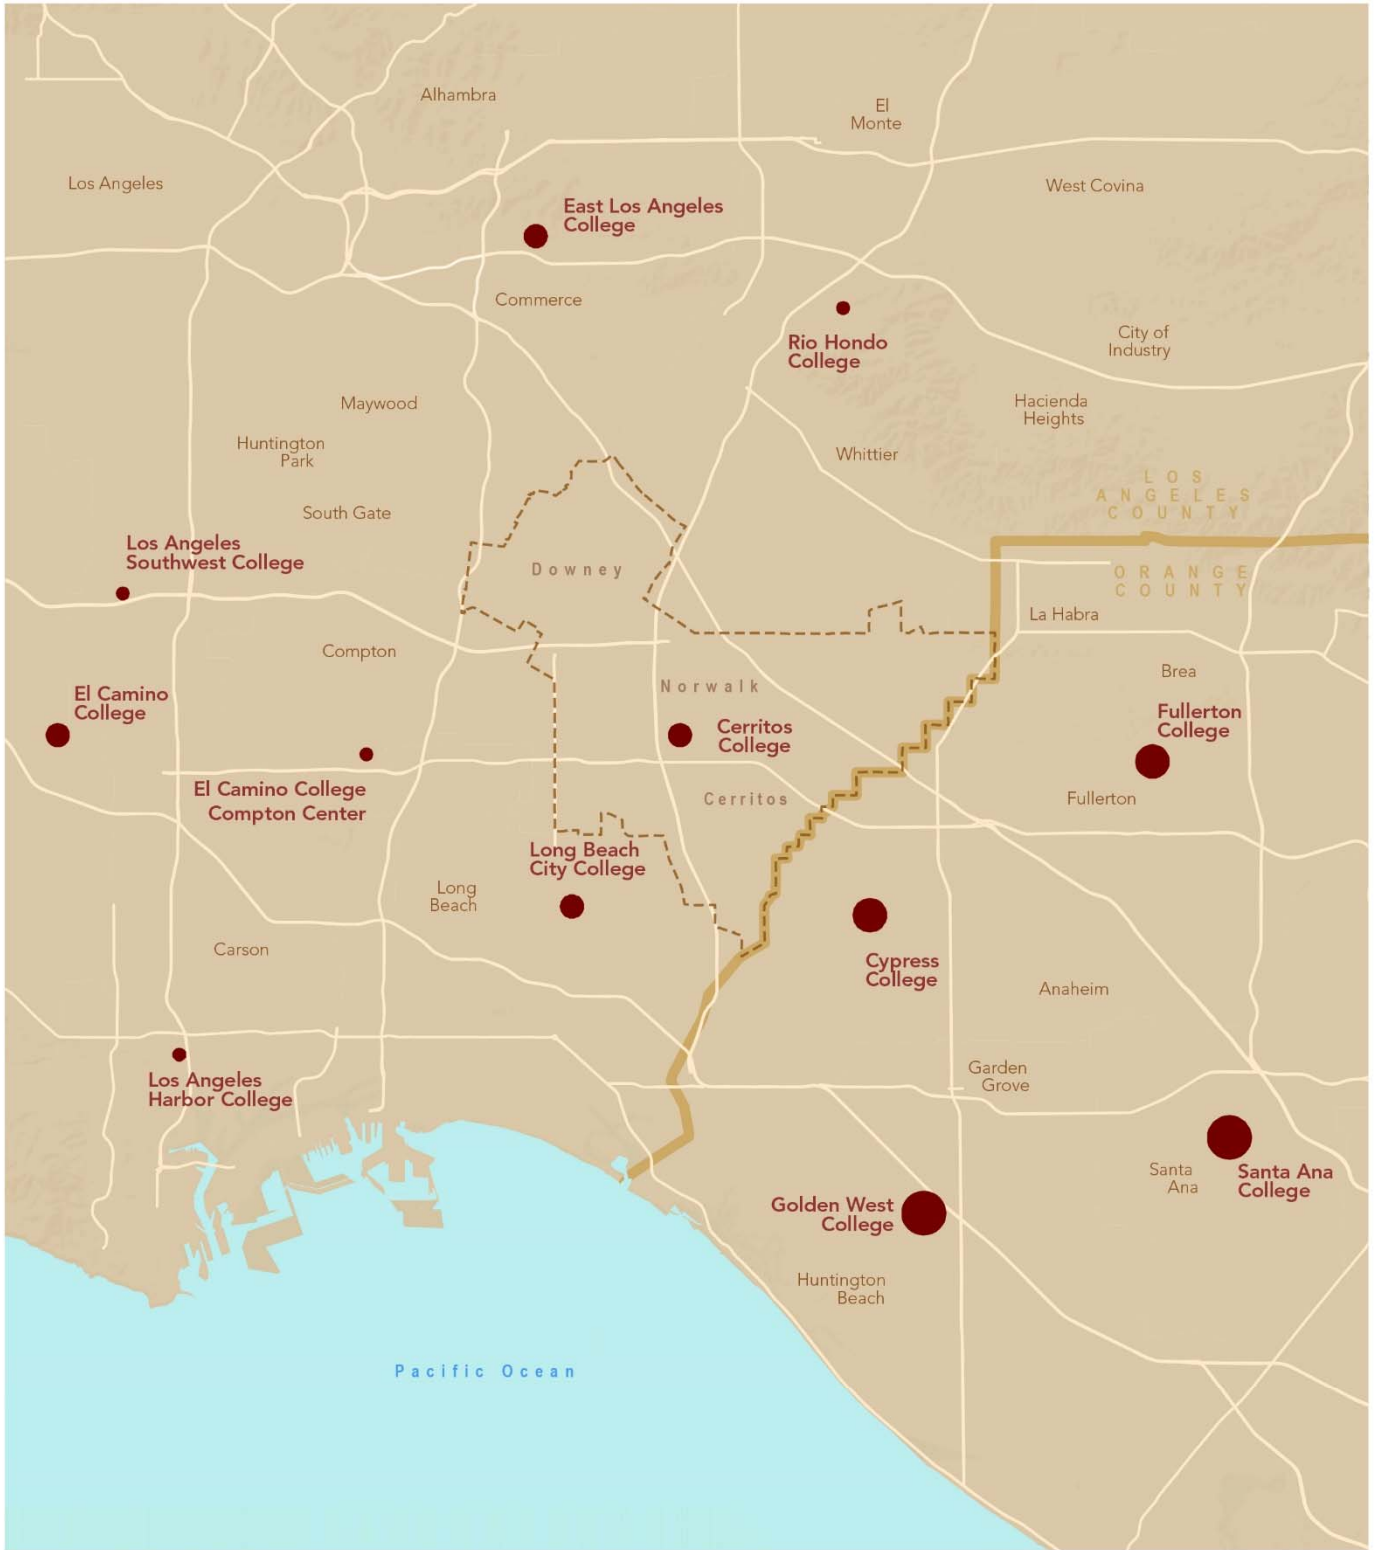 Alhambra
El
Monte
Los Angeles
West Covina
East Los Angeles
College
Commerce
Rio Hondo
College
City of
Industry
Maywood
Hacienda
Heights
Huntington
Park
Whittier
South Gate
LOS
ANGELES
COUNTY
Los Angeles
Southwest College
Downey
ORANGE
COUNTY
La Habra
Compton
Brea
El Camino
College
Norwalk
Cerritos
College
Fullerton
College
El Camino College
Compton Center
Cerritos
Fullerton
Long Beach
City College
Long
Beach
Carson
Cypress
College
Anaheim
Los Angeles
Harbor College
Garden
Grove
Santa
Ana
Santa Ana
College
Golden West
College
Huntington
Beach
Pacific Ocean